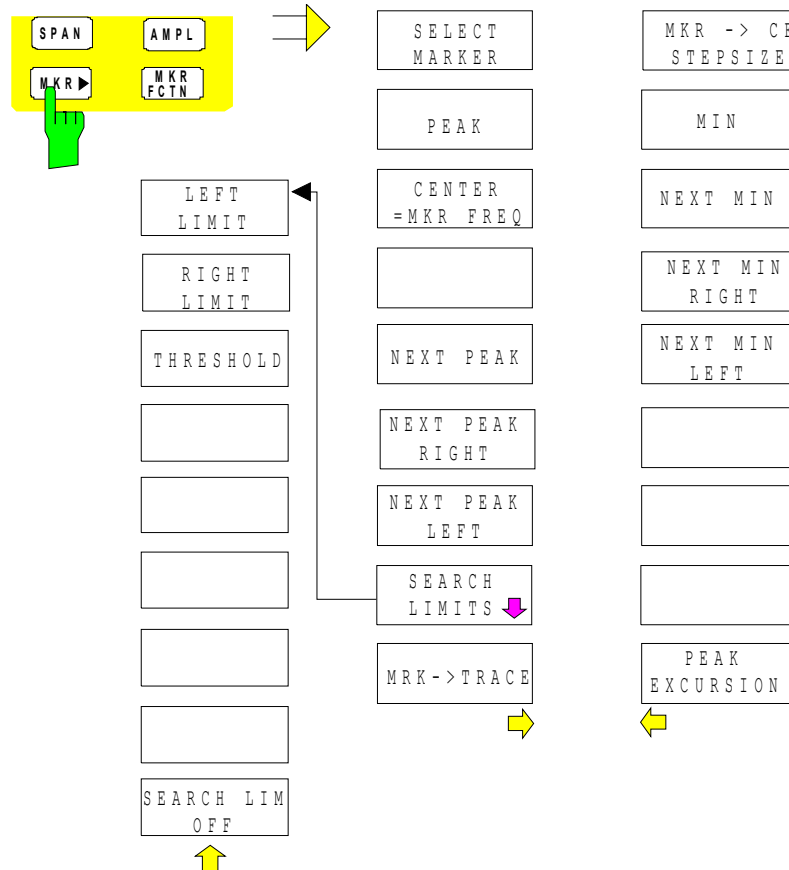 SPAN
AMPL
MKR
MKR
FCTN
SELECT
MARKER
PEAK
CENTER
=MKR FREQ
NEXT PEAK
NEXT PEAK
RIGHT
NEXT PEAK
LEFT
SEARCH
LIMITS
MRK->TRACE
MKR -> 
STEPSIZE
MIN
NEXT MIN
NEXT MIN
RIGHT
NEXT MIN
LEFT
PEAK
EXCURSION
LEFT
LIMIT
RIGHT
LIMIT
THRESHOLD
SEARCH LIM
OFF